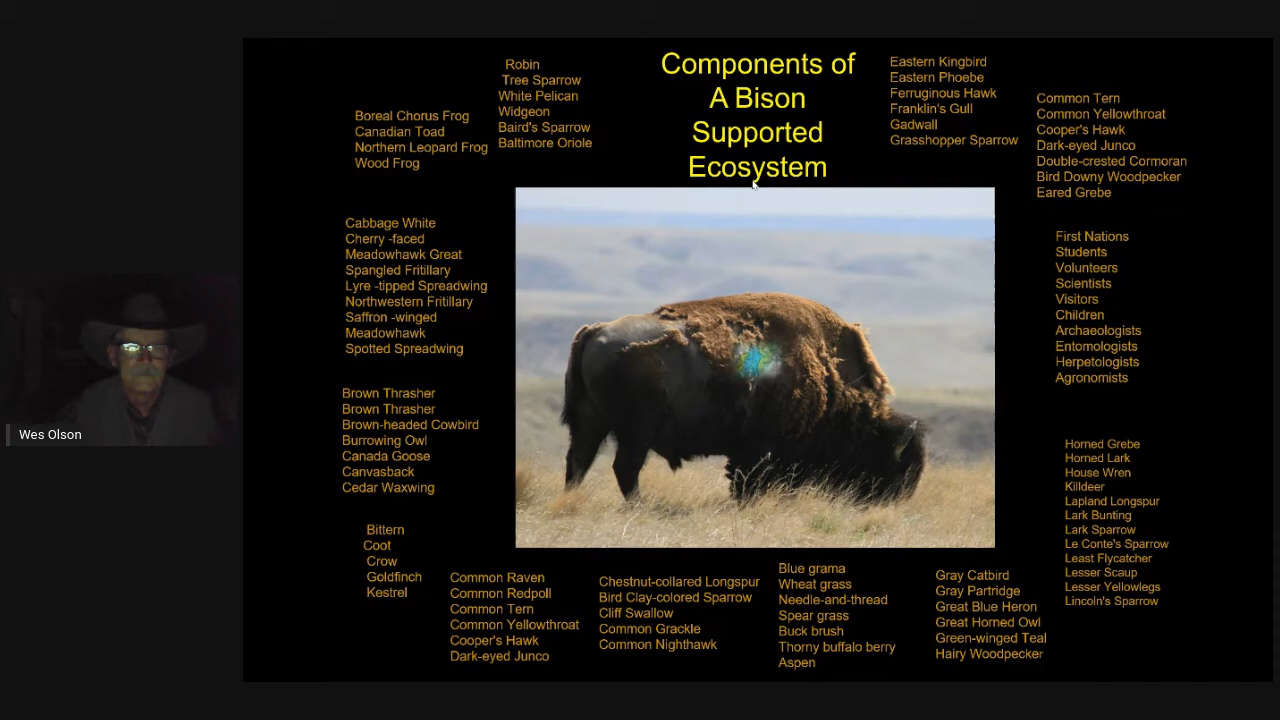 Components of
A Bison
Supported
Ecosystem
Robin
Tree Sparrow
White Pelican
Widgeon
Baird's Sparrow
Baltimore Oriole
Eastern Kingbird
Eastern Phoebe
Ferruginous Hawk
Franklin's Gull
Gadwall
Grasshopper Sparrow
Boreal Chorus Frog
Canadian Toad
Northern Leopard Frog
Wood Frog
Common Tern
Common Yellowthroat
Cooper's Hawk
Dark-eyed Junco
Double-crested Cormoran
Bird Downy Woodpecker
Eared Grebe
Cabbage White
Cherry -faced
Meadowhawk Great
Spangled Fritillary
Lyre -tipped Spreadwing
Northwestern Fritillary
Saffron -winged
Meadowhawk
Spotted Spreadwing
First Nations
Students
Volunteers
Scientists
Visitors
Children
Archaeologists
Entomologists
Herpetologists
Agronomists
Brown Thrasher
Brown Thrasher
Brown-headed Cowbird
Burrowing Owl
Canada Goose
Canvasback
Cedar Waxwing
Wes Olson
Horned Grebe
Horned Lark
House Wren
Killdeer
Lapland Longspur
Lark Bunting
Lark Sparrow
Le Conte's Sparrow
Least Flycatcher
Lesser Scaup
Lesser Yellowlegs
Lincoln's Sparrow
Bittern
Coot
Crow
Goldfinch
Kestrel
Common Raven
Common Redpoll
Common Tern
Common Yellowthroat
Cooper's Hawk
Dark-eyed Junco
Chestnut-collared Longspur
Bird Clay-colored Sparrow
Cliff Swallow
Common Grackle
Common Nighthawk
Blue grama
Wheat grass
Needle-and-thread
Spear grass
Buck brush
Thorny buffalo berry
Aspen
Gray Catbird
Gray Partridge
Great Blue Heron
Great Horned Owl
Green-winged Teal
Hairy Woodpecker